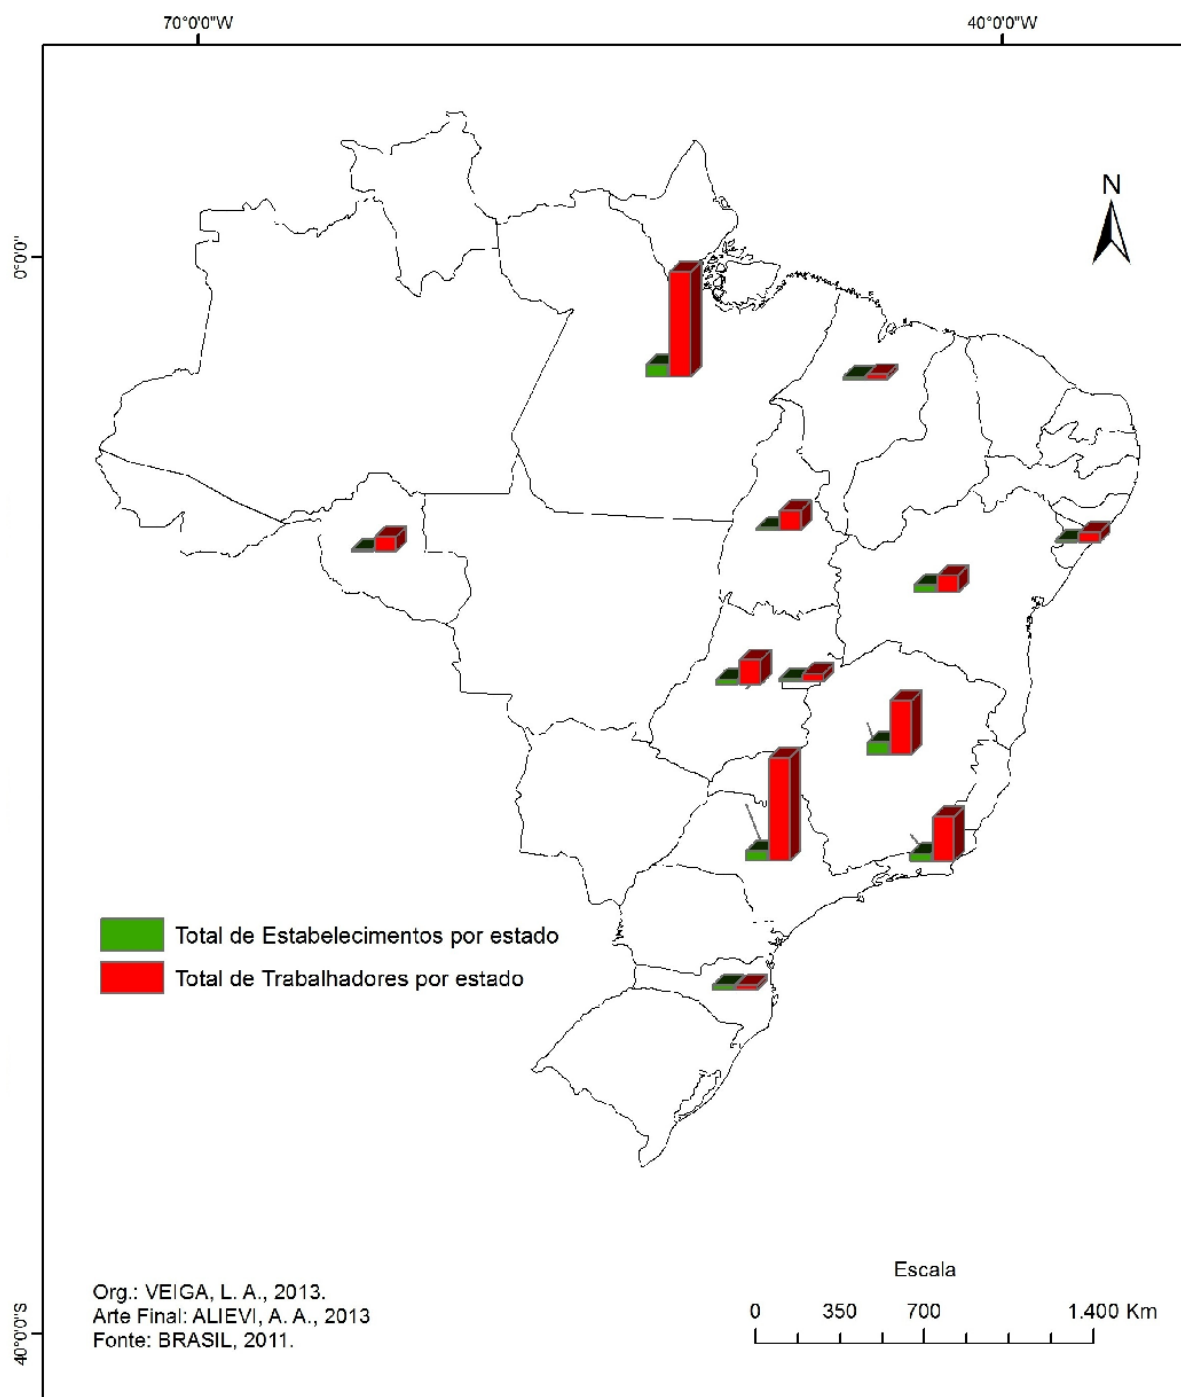 70°0'0"W
40°0'0"W
N
0°0'0"
Total de Estabelecimentos por estado
Total de Trabalhadores por estado
Escala
0 350 700 1.400 Km
Org.: VEIGA, L. A., 2013.
Arte Final: ALIEVI, A. A., 2013
Fonte: BRASIL, 2011.
40°0'0"S